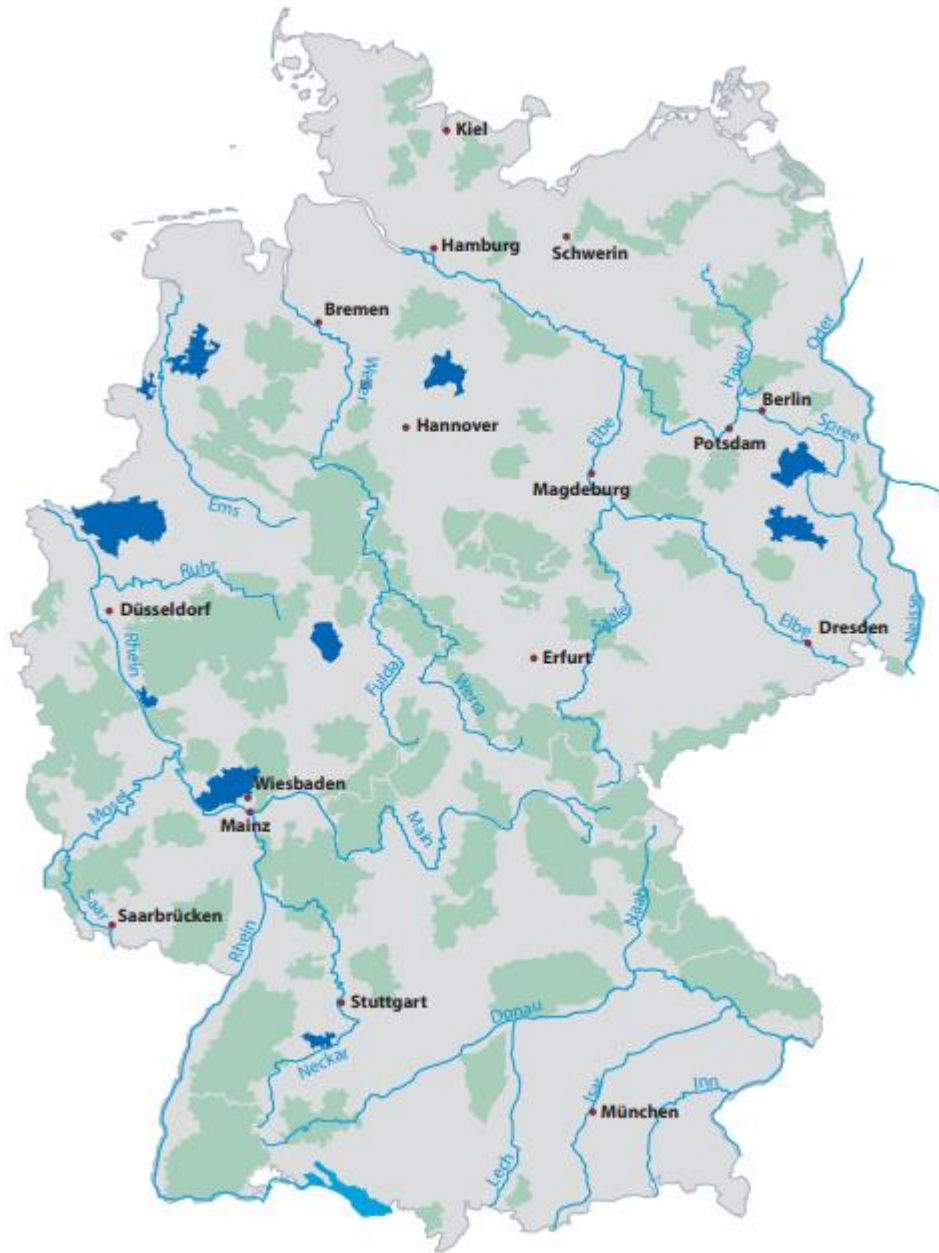 Kiel
Hamburg
Schwerin
Bremen
Weser
Havel
Oder
Berlin
Hannover
Elbe
Potsdam
Spree
Magdeburg
Ems
Ruhr
Düsseldorf
Rhein
Saale
Elbe
Dresden
Neisse
Erfurt
Fulda
Werra
Wiesbaden
Mosel
Mainz
Main
Saar
Saarbrücken
Rhein
Naab
Stuttgart
Donau
Neckar
Isar
Inn
München
Lech